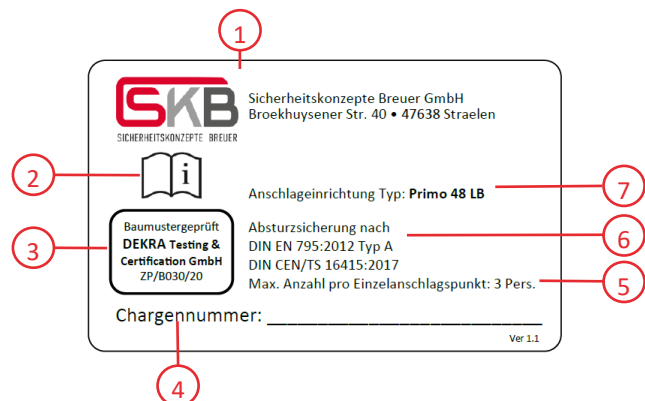 1
SKB
SICHERHEITSKONZEPTE BREUER
Sicherheitskonzepte Breuer GmbH
Broekhuysener Str. 40 • 47638 Straelen
2
i
Anschlageinrichtung Typ: Primo 48 LB
7
3
Baumustergeprüft
DEKRA Testing &
Certification GmbH
ZP/B030/20
Absturzsicherung nach
6
DIN EN 795:2012 Typ A
DIN CEN/TS 16415:2017
Max. Anzahl pro Einzelanschlagspunkt: 3 Pers.
5
Chargennummer: ___________________________
Ver 1.1
4